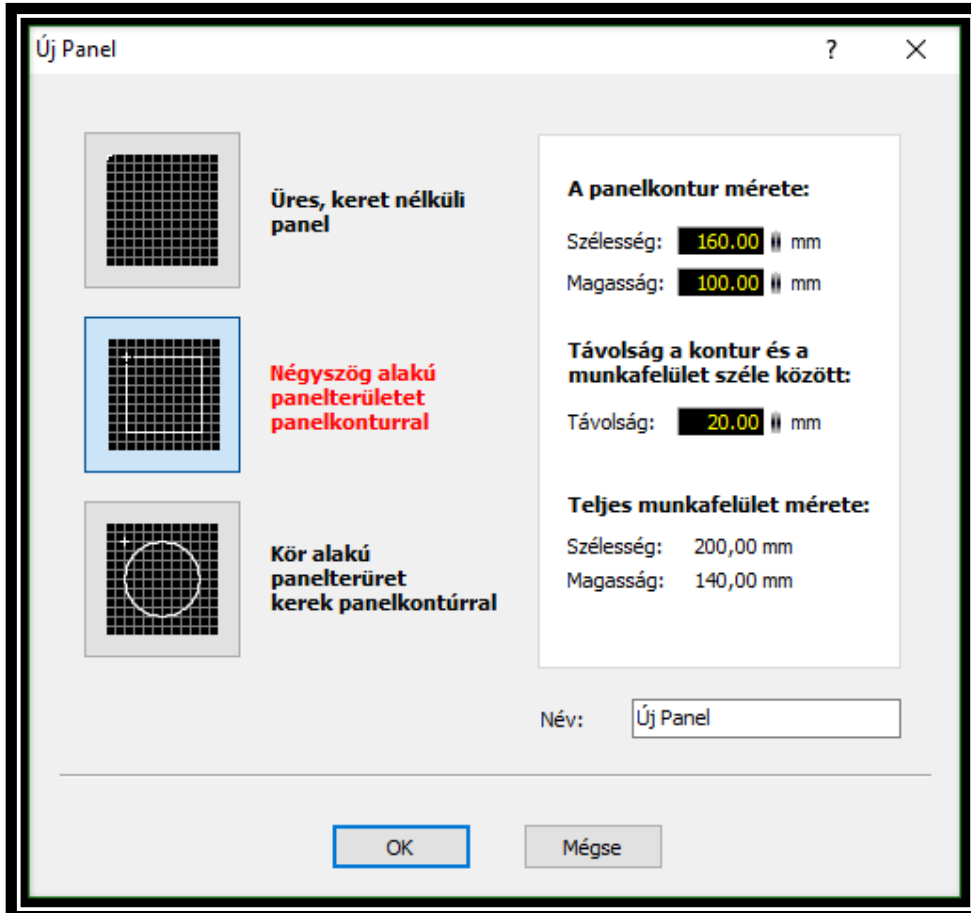 Új Panel
?
Üres, keret nélküli
panel
Négyszög alakú
panelterületet
panelkonturral
Kör alakú
panelterüret
kerek panelkontúrral
A panelkontur mérete:
Szélesség: 160.00 mm
Magasság: 100.00 mm
Távolság a kontur és a
munkafelület széle között:
Távolság: 20.00 mm
Teljes munkafelület mérete:
Szélesség: 200,00 mm
Magasság: 140,00 mm
Név: Új Panel
OK
Mégse